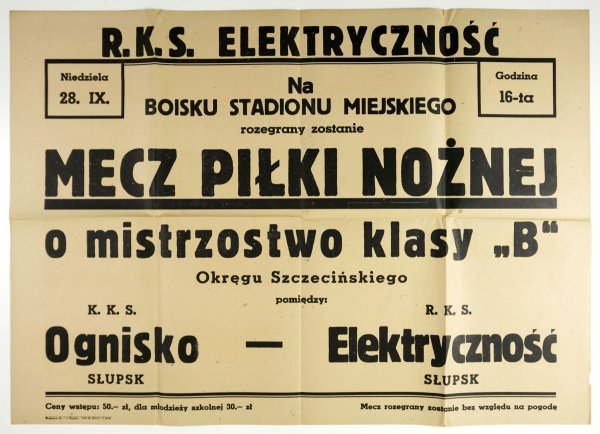 R.K.S. ELEKTRYCZNOŚĆ
Niedziela
28. IX.
Godzina
16-ta
Na
BOISKU STADIONU MIEJSKIEGO
rozegrany zostanie
MECZ PIŁKI NOŻNEJ
o mistrzostwo klasy „B“
Okręgu Szczecińskiego
pomiędzy:
K. K. S.
R. K. S.
Ognisko — Elektryczność
SŁUPSK
SŁUPSK
Ceny wstępu: 50.— zł, dla młodzieży szkolnej 30.— zł
Mecz rozegrany zostanie bez względu na pogodę